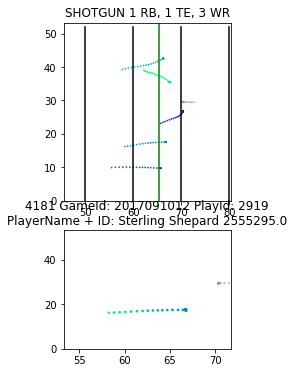 SHOTGUN 1 RB, 1 TE, 3 WR
50
40
30
20
10
0
50 60 70 80
4181 GameId: 2017091012 PlayId: 2919
PlayerName + ID: Sterling Shepard 2555295.0
40
20
0
55 60 65 70